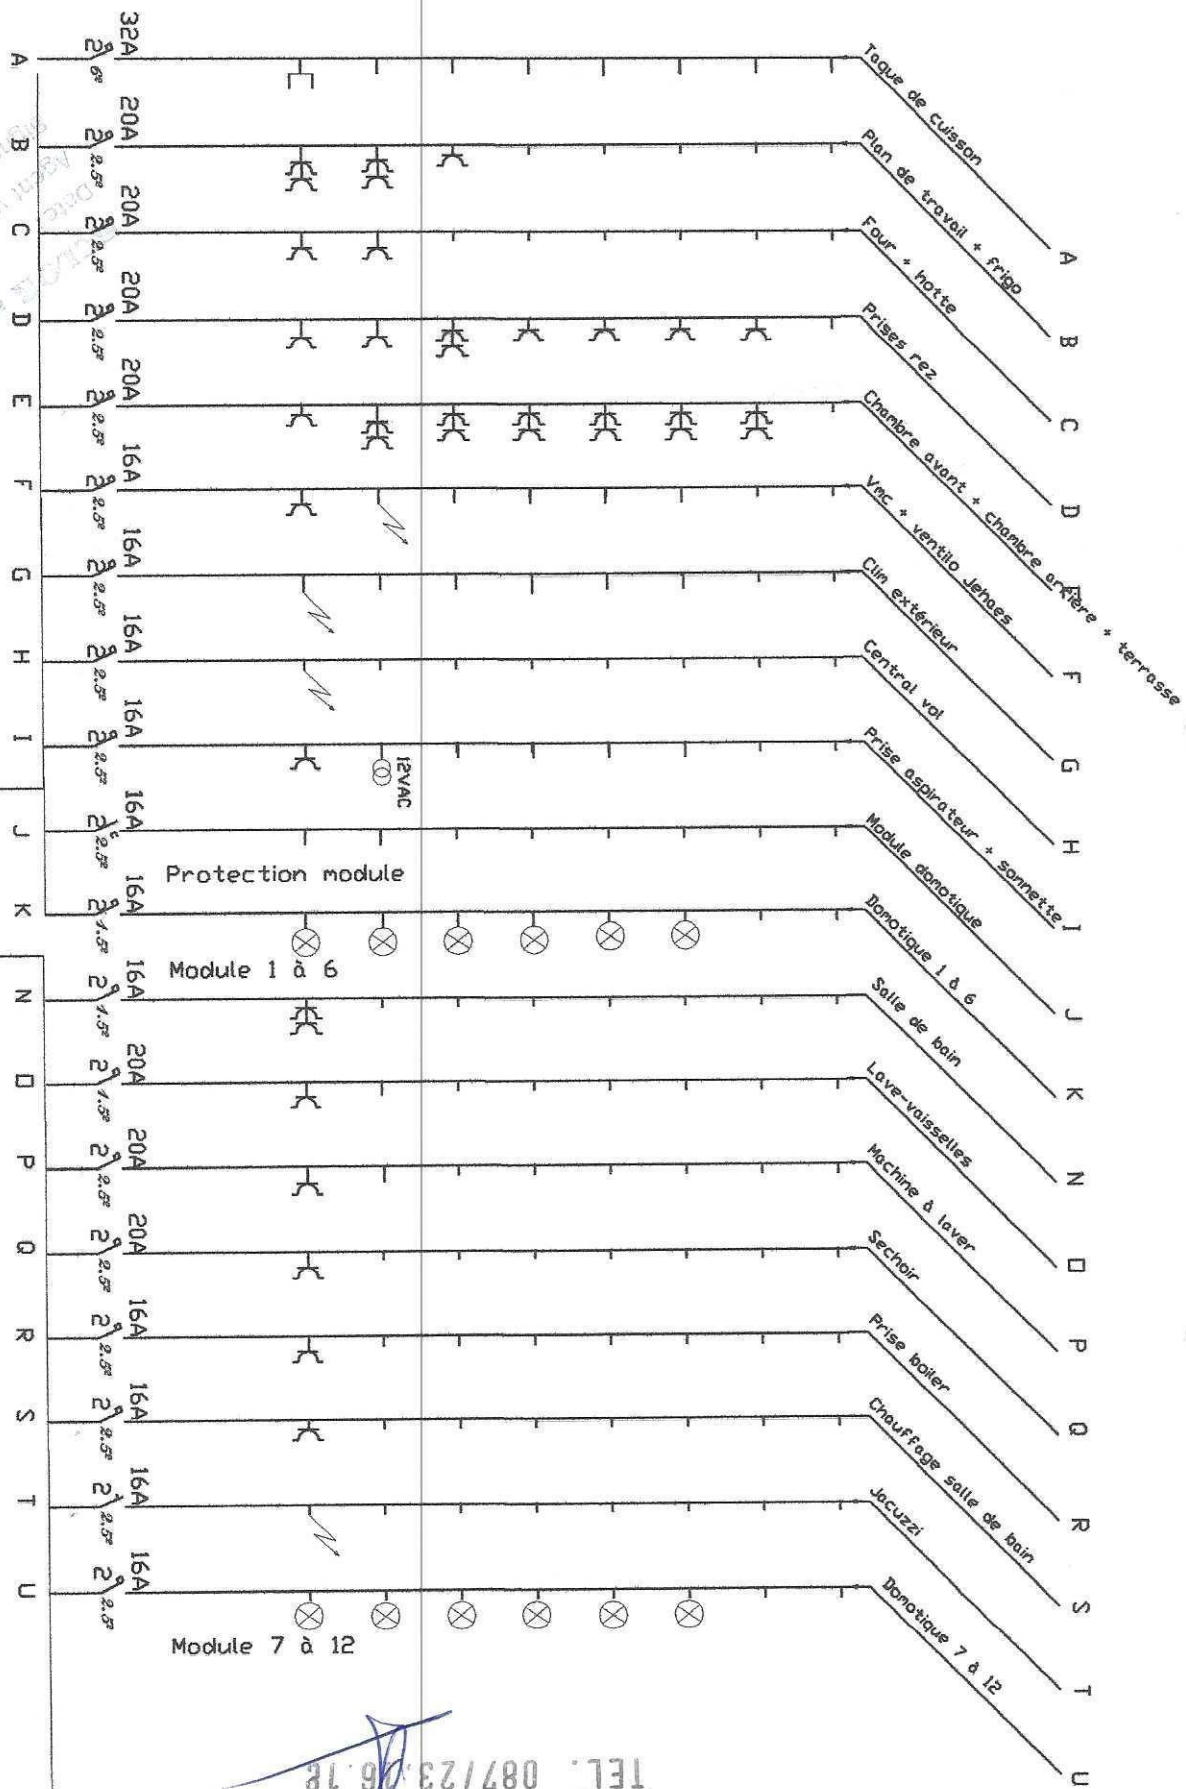 32A
20A
20A
20A
20A
16A
16A
16A
16A
16A
16A
16A
20A
20A
20A
16A
16A
16A
16A
A
B
C
D
E
F
G
H
I
J
K
N
O
P
Q
R
S
T
U
2 6²
2 2.5²
2 2.5²
2 2.5²
2 2.5²
2 2.5²
2 2.5²
2 2.5²
2 2.5²
2 2.5²
2 1.5²
2 1.5²
2 1.5²
2 2.5²
2 2.5²
2 2.5²
2 2.5²
2 2.5²
2 2.5²
12VAC
Protection module
Module 1 à 6
Module 7 à 12
Taque de cuisson A
Plan de travail + frigo B
Four + hotte C
Prises rez D
Chambre avant + chambre arrière + terrasse E
Vmc + ventilo Jehaes F
Clim extérieur G
Central vol H
Prise aspirateur + sonnette I
Module domotique J
Domotique 1 à 6 K
Salle de bain N
Lave-vaisselles O
Machine à laver P
Sechoir Q
Prise boiler R
Chauffage salle de bain S
Jacuzzi T
Domotique 7 à 12 U
Date
Agent
TEL. 087/23.